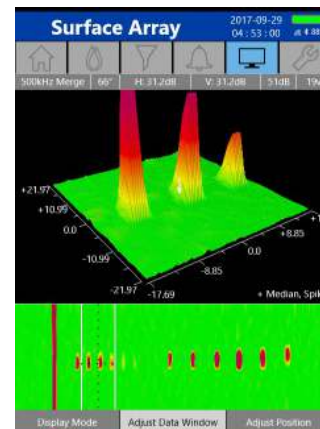 Surface Array
2017-09-29
04 : 53 : 00
500kHz Merge 66° H: 31.2dB V: 31.2dB 51dB 19v
+21.97
+10.99
0.0
-10.99
-21.97
-17.69
-8.85
0.0
+8.85
+ Median, Spik
Display Mode Adjust Data Window Adjust Position